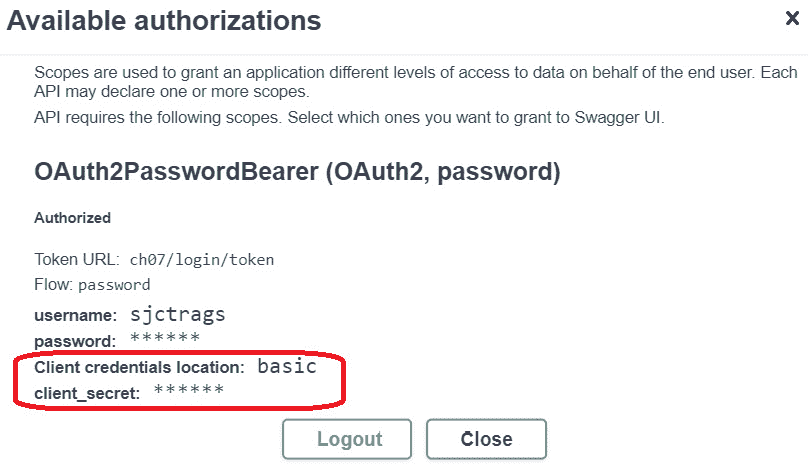 Available authorizations
×
Scopes are used to grant an application different levels of access to data on behalf of the end user. Each
API may declare one or more scopes.
API requires the following scopes. Select which ones you want to grant to Swagger UI.
OAuth2PasswordBearer (OAuth2, password)
Authorized
Token URL: ch07/login/token
Flow: password
username: sjctrags
password: ******
Client credentials location: basic
client_secret: ******
Logout Close